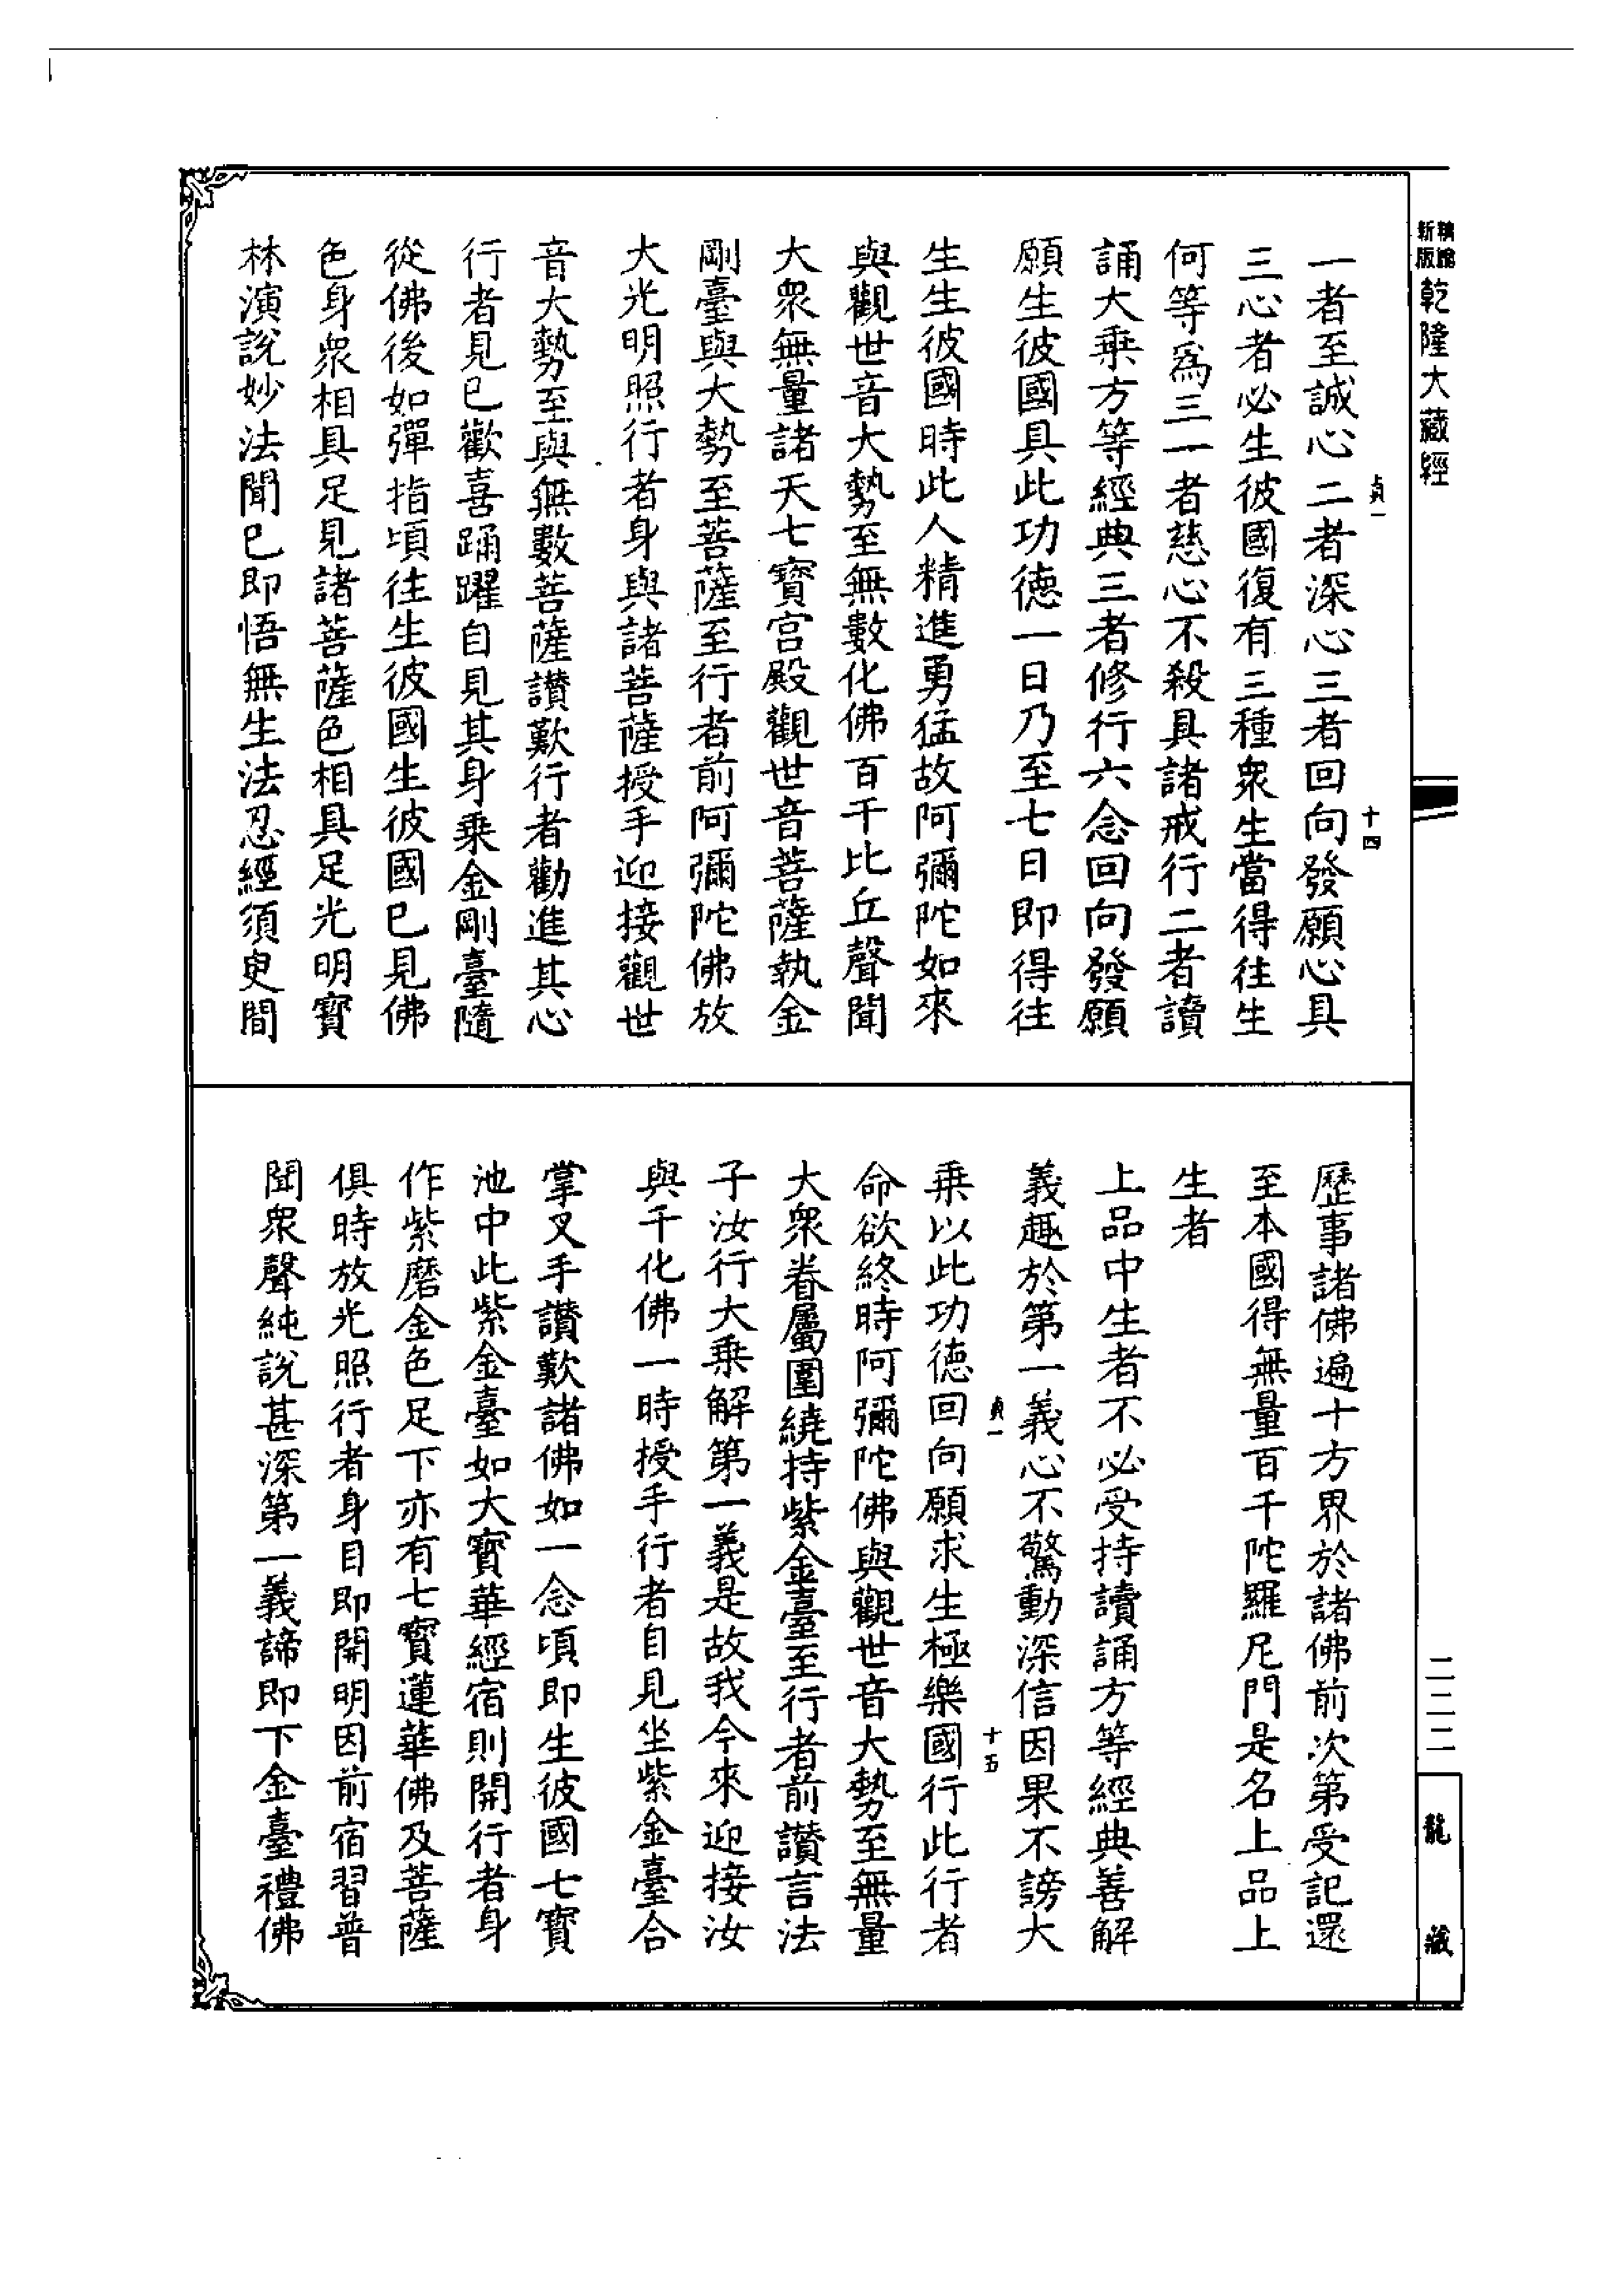 新版
乾隆大藏經
貞一
十四
一者至誠心二者深心三者回向發願心具
三心者必生彼國復有三種衆生當得往生
何等爲三一者慈心不殺具諸戒行二者讀
誦大乗方等經典三者修行六念回向發願
願生彼國具此功德一日乃至七日即得往
生生彼國時此人精進勇猛故阿彌陀如來
與觀世音大勢至無數化佛百千比丘聲聞
大衆無量諸天七寳宫殿觀世音菩薩執金
剛臺與大勢至菩薩至行者前阿彌陀佛放
大光明照行者身與諸菩薩授手迎接觀世
音大勢至與無數菩薩讃歎行者勸進其心
行者見已歡喜踊躍自見其身乗金剛臺隨
從佛後如彈指頃往生彼國生彼國已見佛
色身衆相具足見諸菩薩色相具足光明寳
林演說妙法聞已即悟無生法忍經須臾間
歷事諸佛遍十方界於諸佛前次第受記還
至本國得無量百千陀羅尼門是名上品上
生者
上品中生者不必受持讀誦方等經典善解
義趣於第一義心不驚動深信因果不謗大
貞一
十五
乗以此功德回向願求生極樂國行此行者
命欲終時阿彌陀佛與觀世音大勢至無量
大衆眷屬圍繞持紫金臺至行者前讃言法
子汝行大乗解第一義是故我今來迎接汝
與千化佛一時授手行者自見坐紫金臺合
掌叉手讃歎諸佛如一念頃即生彼國七寳
池中此紫金臺如大寳華經宿則開行者身
作紫磨金色足下亦有七寳蓮華佛及菩薩
俱時放光照行者身目即開明因前宿習普
聞衆聲純說甚深第一義諦即下金臺禮佛
二二二
龍藏